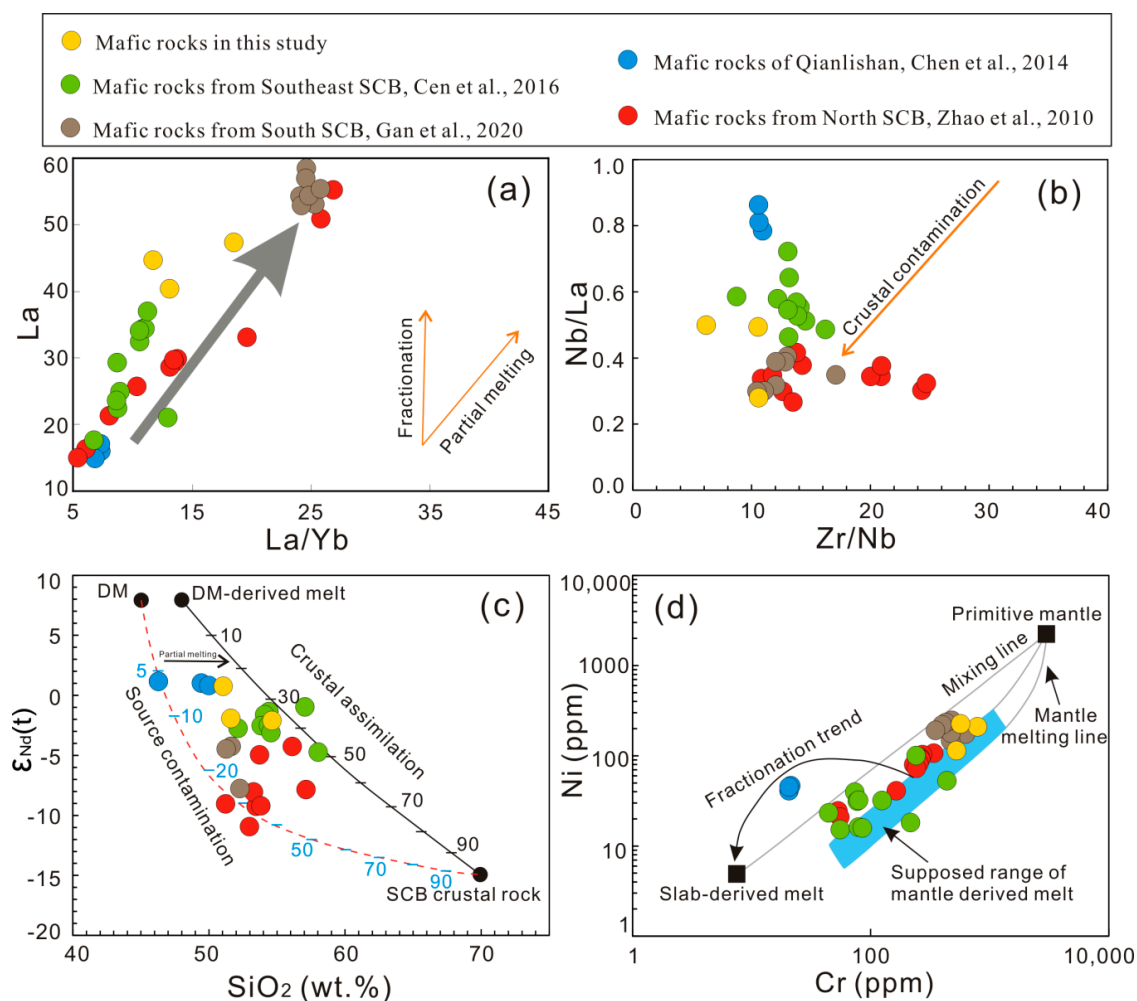 Mafic rocks in this study
Mafic rocks from Southeast SCB, Cen et al., 2016
Mafic rocks from South SCB, Gan et al., 2020
Mafic rocks of Qianlishan, Chen et al., 2014
Mafic rocks from North SCB, Zhao et al., 2010
(a)
La
60
50
40
30
20
10
5 15 25 35 45
La/Yb
Fractionation
Partial melting
(b)
Nb/La
1.0
0.8
0.6
0.4
0.2
0.0
0 10 20 30 40
Zr/Nb
Crustal contamination
(c)
εNd(t)
10
5
0
-5
-10
-15
-20
40 50 60 70
SiO2 (wt.%)
DM
DM-derived melt
10
Partial melting
5
10
30
Crustal assimilation
Source contamination
20
50
70
50
70
90
90
SCB crustal rock
(d)
Ni (ppm)
10,000
1000
100
10
1
1 100 10,000
Cr (ppm)
Primitive mantle
Mixing line
Mantle
melting line
Fractionation trend
Slab-derived melt
Supposed range of
mantle derived melt